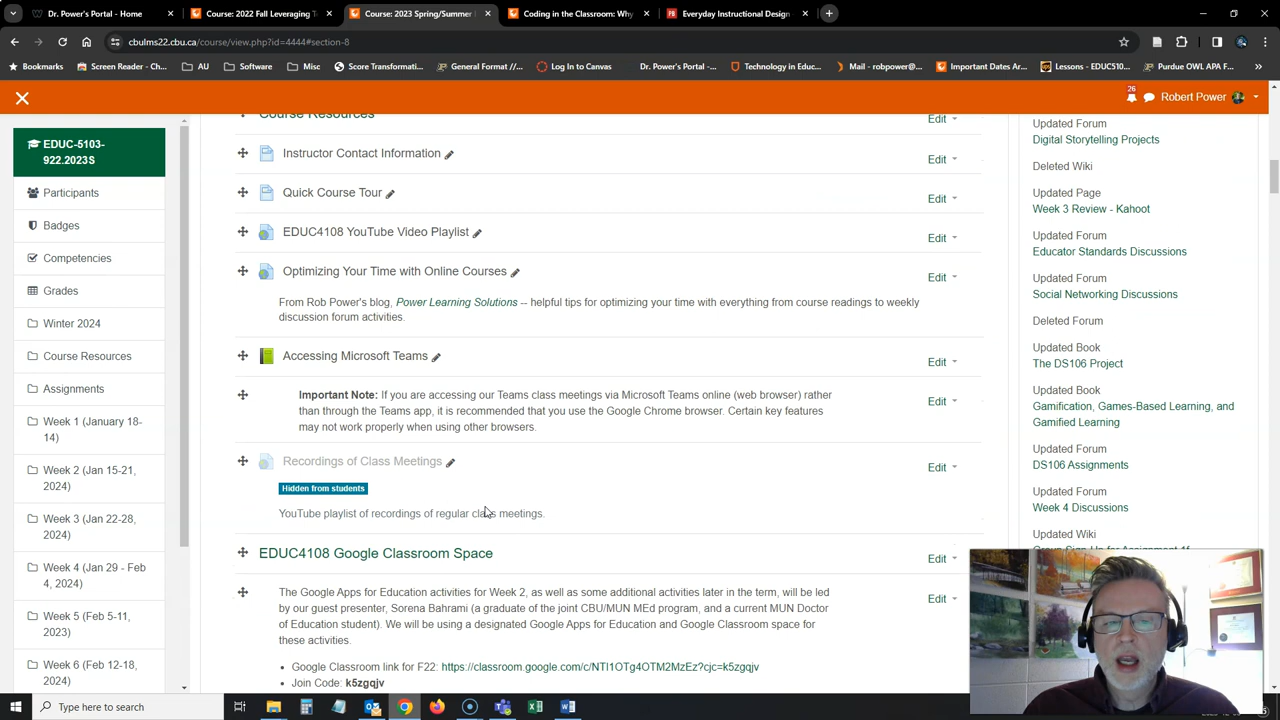 Dr. Power's Portal - Home
Course: 2022 Fall Leveraging T
Course: 2023 Spring/Summer
Coding in the Classroom: Why
Everyday Instructional Design
cbulms22.cbu.ca/course/view.php?id=4444#section-8
Bookmarks
Screen Reader - Ch...
AU
Software
Misc
Score Transformati...
General Format //...
Log In to Canvas
Dr. Power's Portal -...
Technology in Educ...
Mail - robpower@...
Important Dates Ar...
Lessons - EDUC510...
Purdue OWL APA F...
26
Robert Power
EDUC-5103-
922.2023S
Participants
Badges
Competencies
Grades
Winter 2024
Course Resources
Assignments
Week 1 (January 18-
14)
Week 2 (Jan 15-21,
2024)
Week 3 (Jan 22-28,
2024)
Week 4 (Jan 29 - Feb
4, 2024)
Week 5 (Feb 5-11,
2023)
Week 6 (Feb 12-18,
2024)
Course Resources
Edit
Instructor Contact Information
Edit
Quick Course Tour
Edit
EDUC4108 YouTube Video Playlist
Edit
Optimizing Your Time with Online Courses
Edit
From Rob Power's blog, Power Learning Solutions -- helpful tips for optimizing your time with everything from course readings to weekly
discussion forum activities.
Accessing Microsoft Teams
Edit
Important Note: If you are accessing our Teams class meetings via Microsoft Teams online (web browser) rather
than through the Teams app, it is recommended that you use the Google Chrome browser. Certain key features
may not work properly when using other browsers.
Edit
Recordings of Class Meetings
Edit
Hidden from students
YouTube playlist of recordings of regular class meetings.
EDUC4108 Google Classroom Space
Edit
The Google Apps for Education activities for Week 2, as well as some additional activities later in the term, will be led
by our guest presenter, Sorena Bahrami (a graduate of the joint CBU/MUN MEd program, and a current MUN Doctor
of Education student). We will be using a designated Google Apps for Education and Google Classroom space for
these activities.
Edit
Google Classroom link for F22: https://classroom.google.com/c/NTI1OTg4OTM2MzEz?cjc=k5zgqjv
Join Code: k5zgqjv
Updated Forum
Digital Storytelling Projects
Deleted Wiki
Updated Page
Week 3 Review - Kahoot
Updated Forum
Educator Standards Discussions
Updated Forum
Social Networking Discussions
Deleted Forum
Updated Book
The DS106 Project
Updated Book
Gamification, Games-Based Learning, and
Gamified Learning
Updated Forum
DS106 Assignments
Updated Forum
Week 4 Discussions
Updated Wiki
Group Sign-Up for Assignment 1f
Type here to search